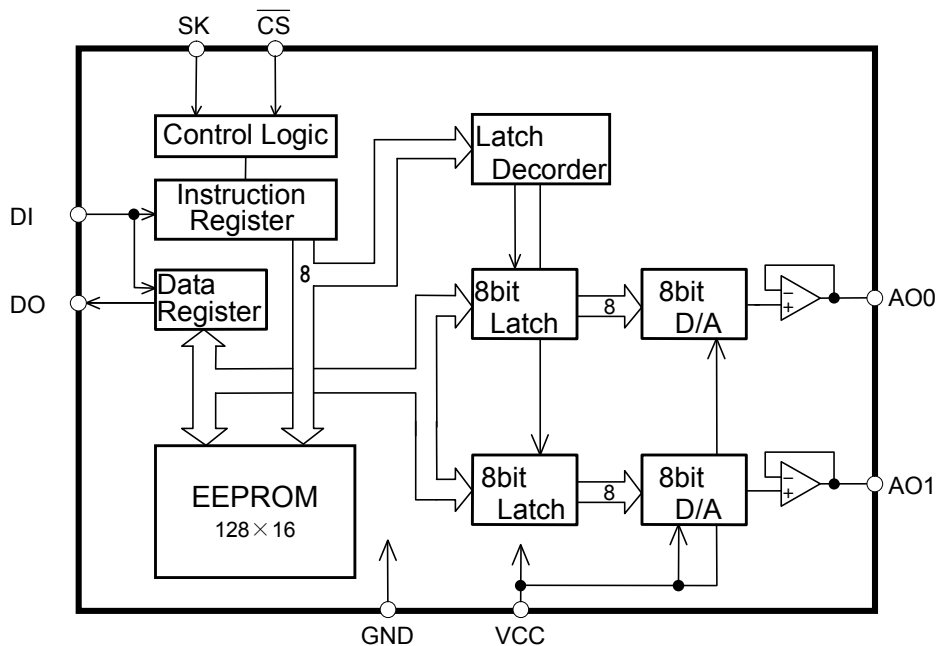 SK
CS
Control Logic
Latch
Decorder
Instruction
Register
DI
8
Data
Register
DO
8bit
Latch
8
8bit
D/A
−
+
AO0
EEPROM
128×16
8bit
Latch
8
8bit
D/A
−
+
AO1
GND
VCC